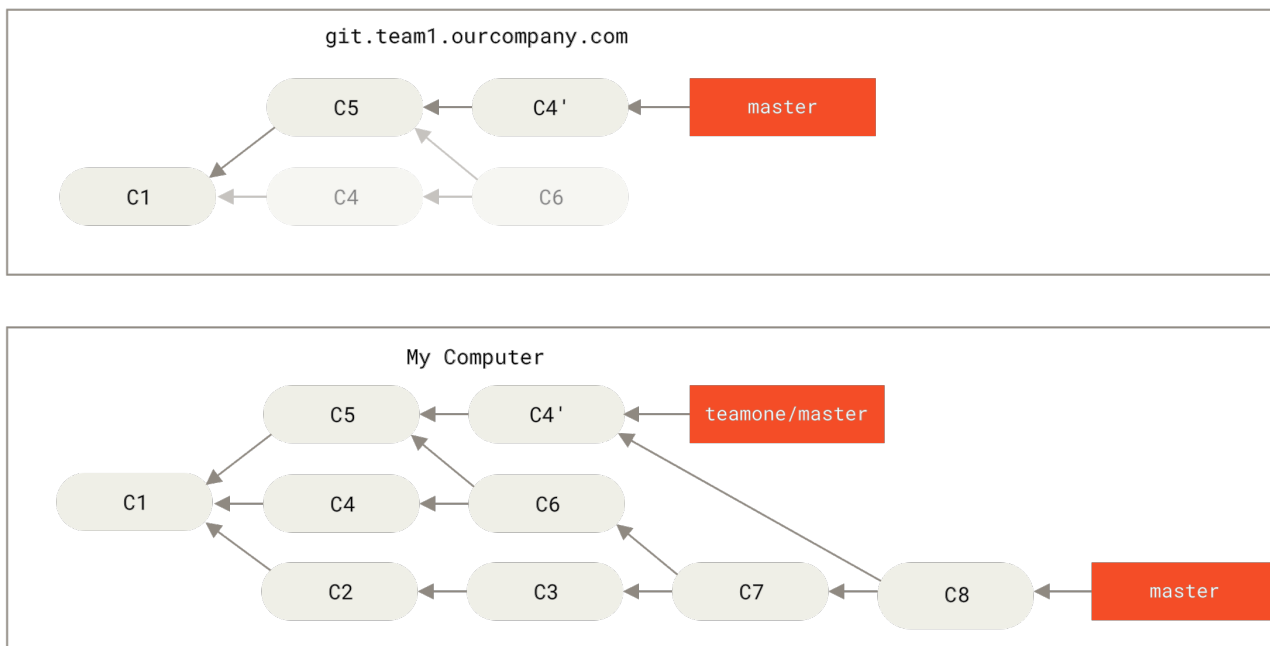 git.team1.ourcompany.com
C5
C4'
master
C1
C4
C6
My Computer
C5
C4'
teamone/master
C1
C4
C6
C2
C3
C7
C8
master